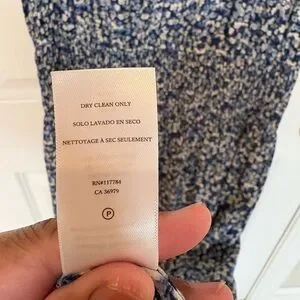 DRY CLEAN ONLY
SOLO LAVADO EN SECO
NETTOYAGE À SEC SEULEMENT
RN#117784
CA 36979
P